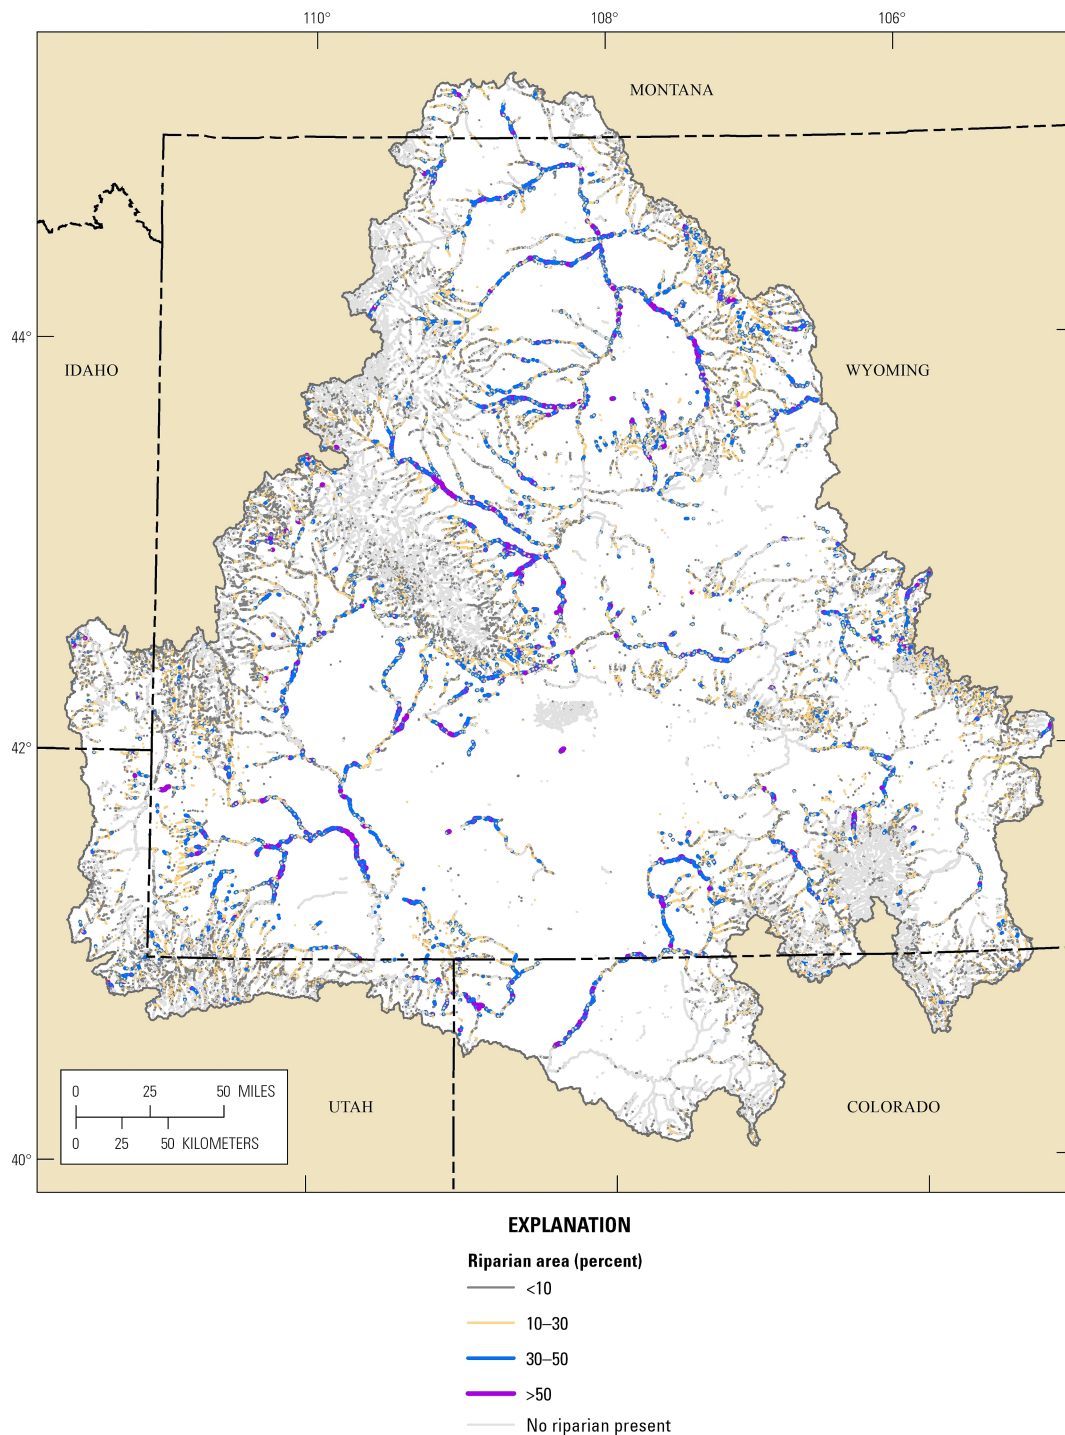 110° 108° 106°
MONTANA
44°
IDAHO WYOMING
42°
0 25 50 MILES
0 25 50 KILOMETERS
UTAH COLORADO
40°
EXPLANATION
Riparian area (percent)
<10
10–30
30–50
>50
No riparian present